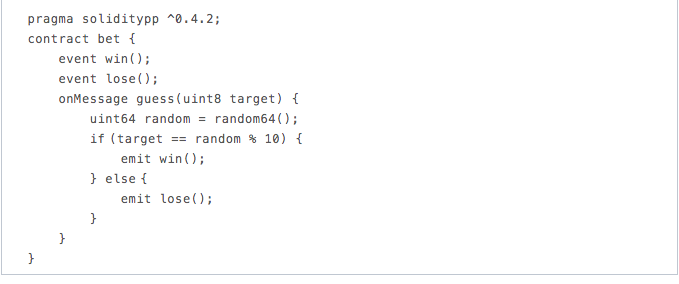 pragma soliditypp ^0.4.2;
contract bet {
    event win();
    event lose();
    onMessage guess(uint8 target) {
        uint64 random = random64();
        if (target == random % 10) {
            emit win();
        } else {
            emit lose();
        }
    }
}